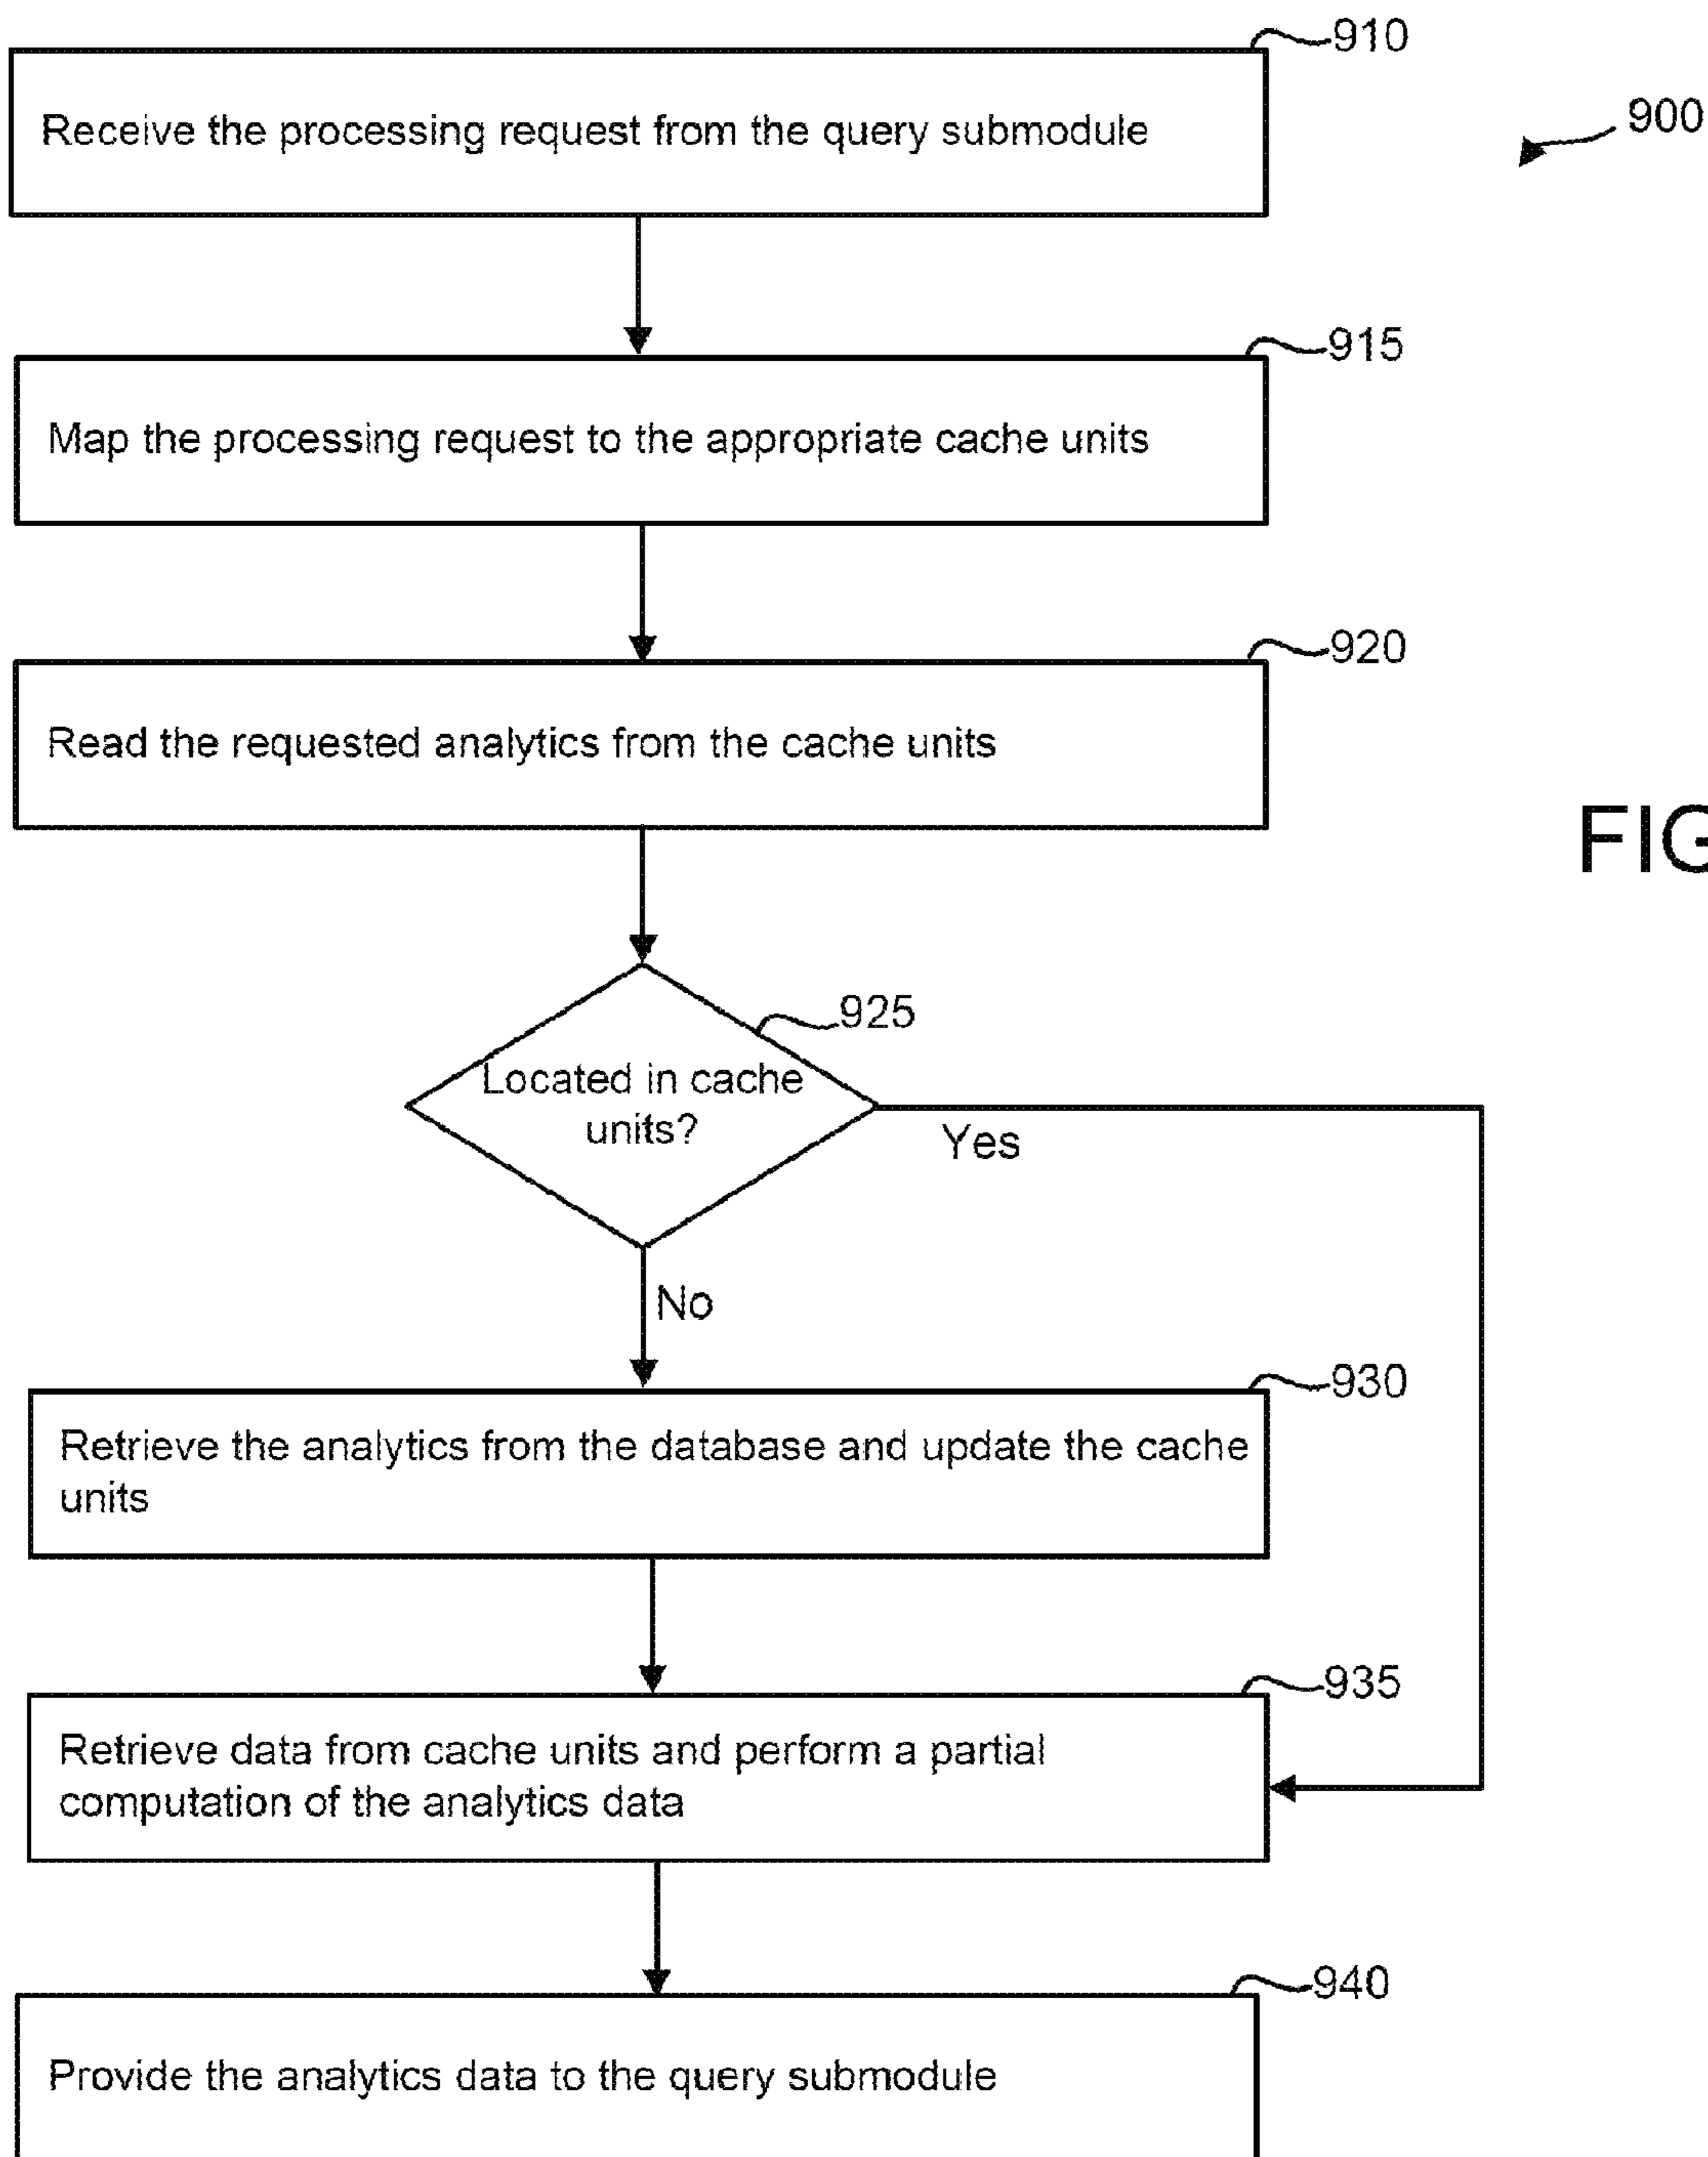 910
Receive the processing request from the query submodule
900
915
Map the processing request to the appropriate cache units
920
Read the requested analytics from the cache units
FIG
925
Located in cache
units?
Yes
No
930
Retrieve the analytics from the database and update the cache
units
935
Retrieve data from cache units and perform a partial
computation of the analytics data
940
Provide the analytics data to the query submodule